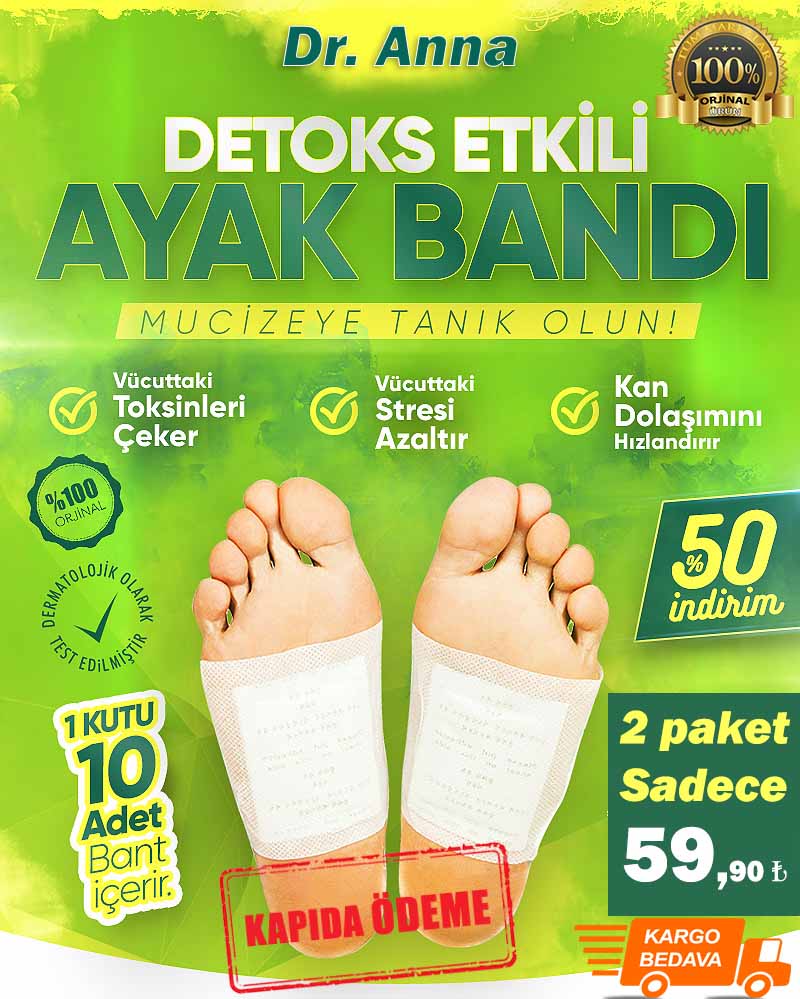 Dr. Anna
100%
ORJİNAL
ÜRÜN
DETOKS ETKİLİ
AYAK BANDI
MUCİZEYE TANIK OLUN!
Vücuttaki
Toksinleri
Çeker
Vücuttaki
Stresi
Azaltır
Kan
Dolaşımını
Hızlandırır
%100
ORJİNAL
DERMATOLOJİK OLARAK
TEST EDİLMİŞTİR
%50
indirim
1 KUTU
10
Adet
Bant
içerir.
2 paket
Sadece
59,90 ₺
KAPIDA ÖDEME
KARGO
BEDAVA